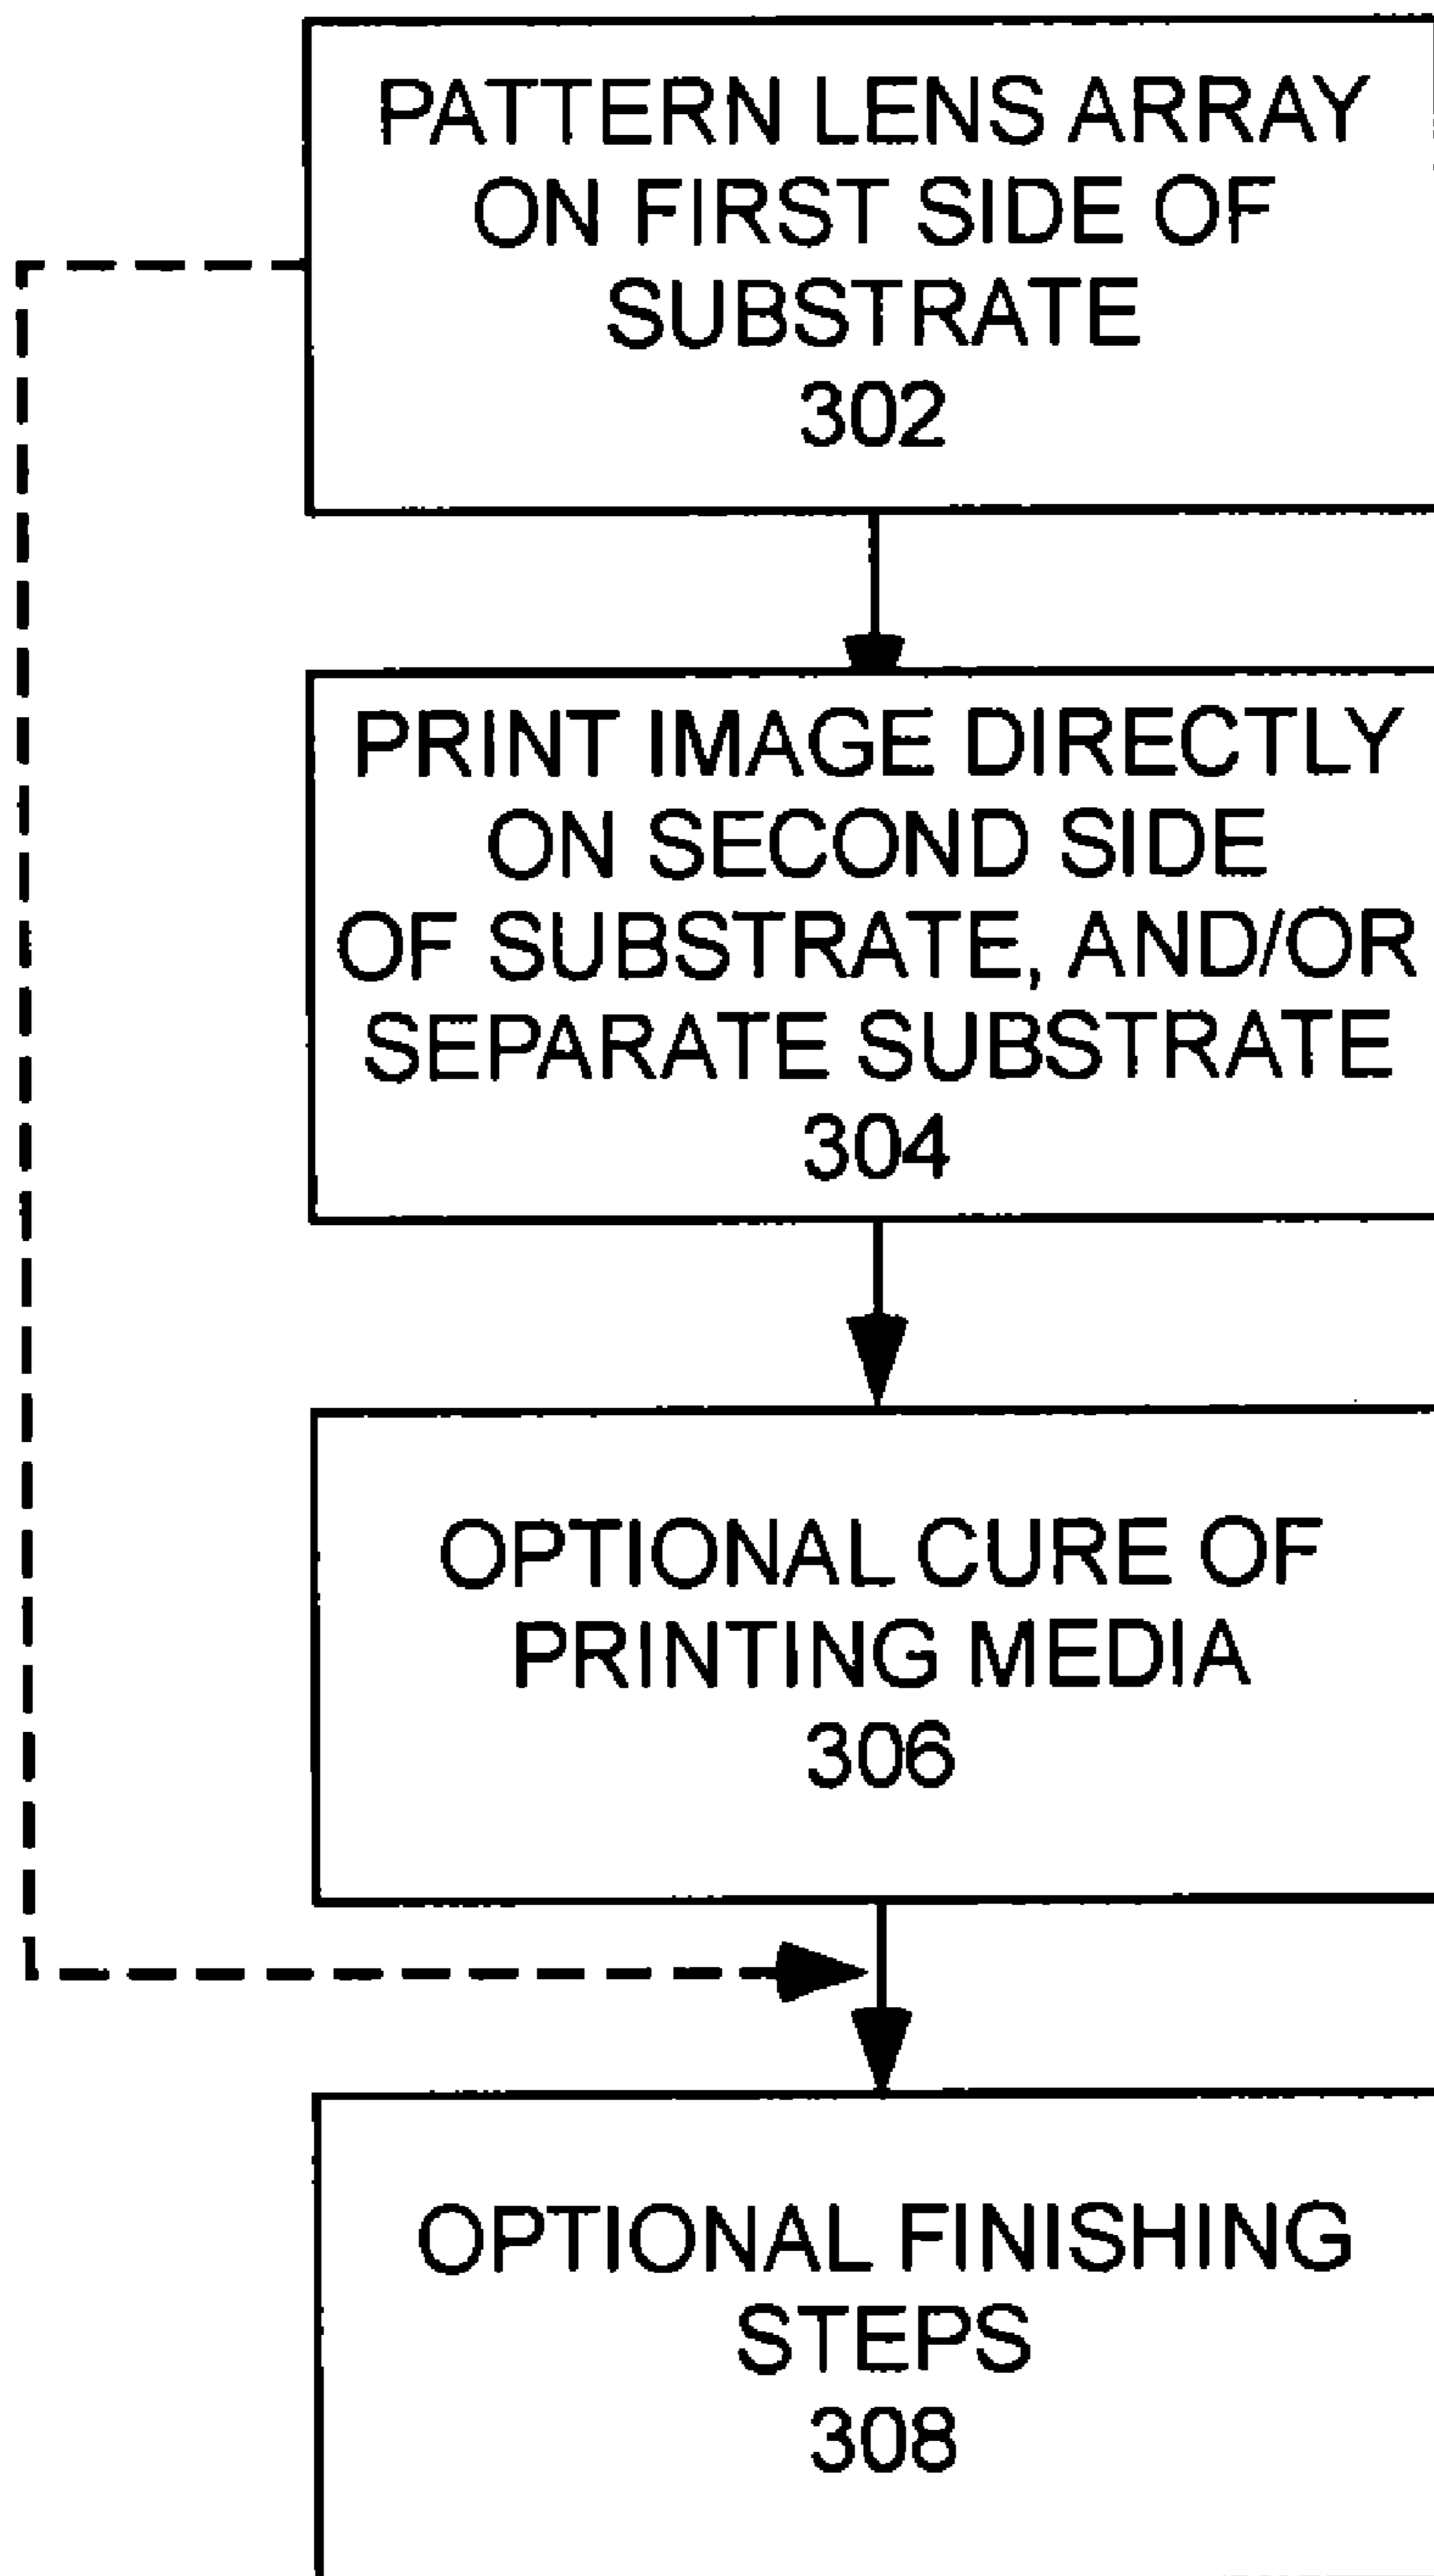 PATTERN LENS ARRAY
ON FIRST SIDE OF
SUBSTRATE
302
PRINT IMAGE DIRECTLY
ON SECOND SIDE
OF SUBSTRATE, AND/OR
SEPARATE SUBSTRATE
304
OPTIONAL CURE OF
PRINTING MEDIA
306
OPTIONAL FINISHING
STEPS
308